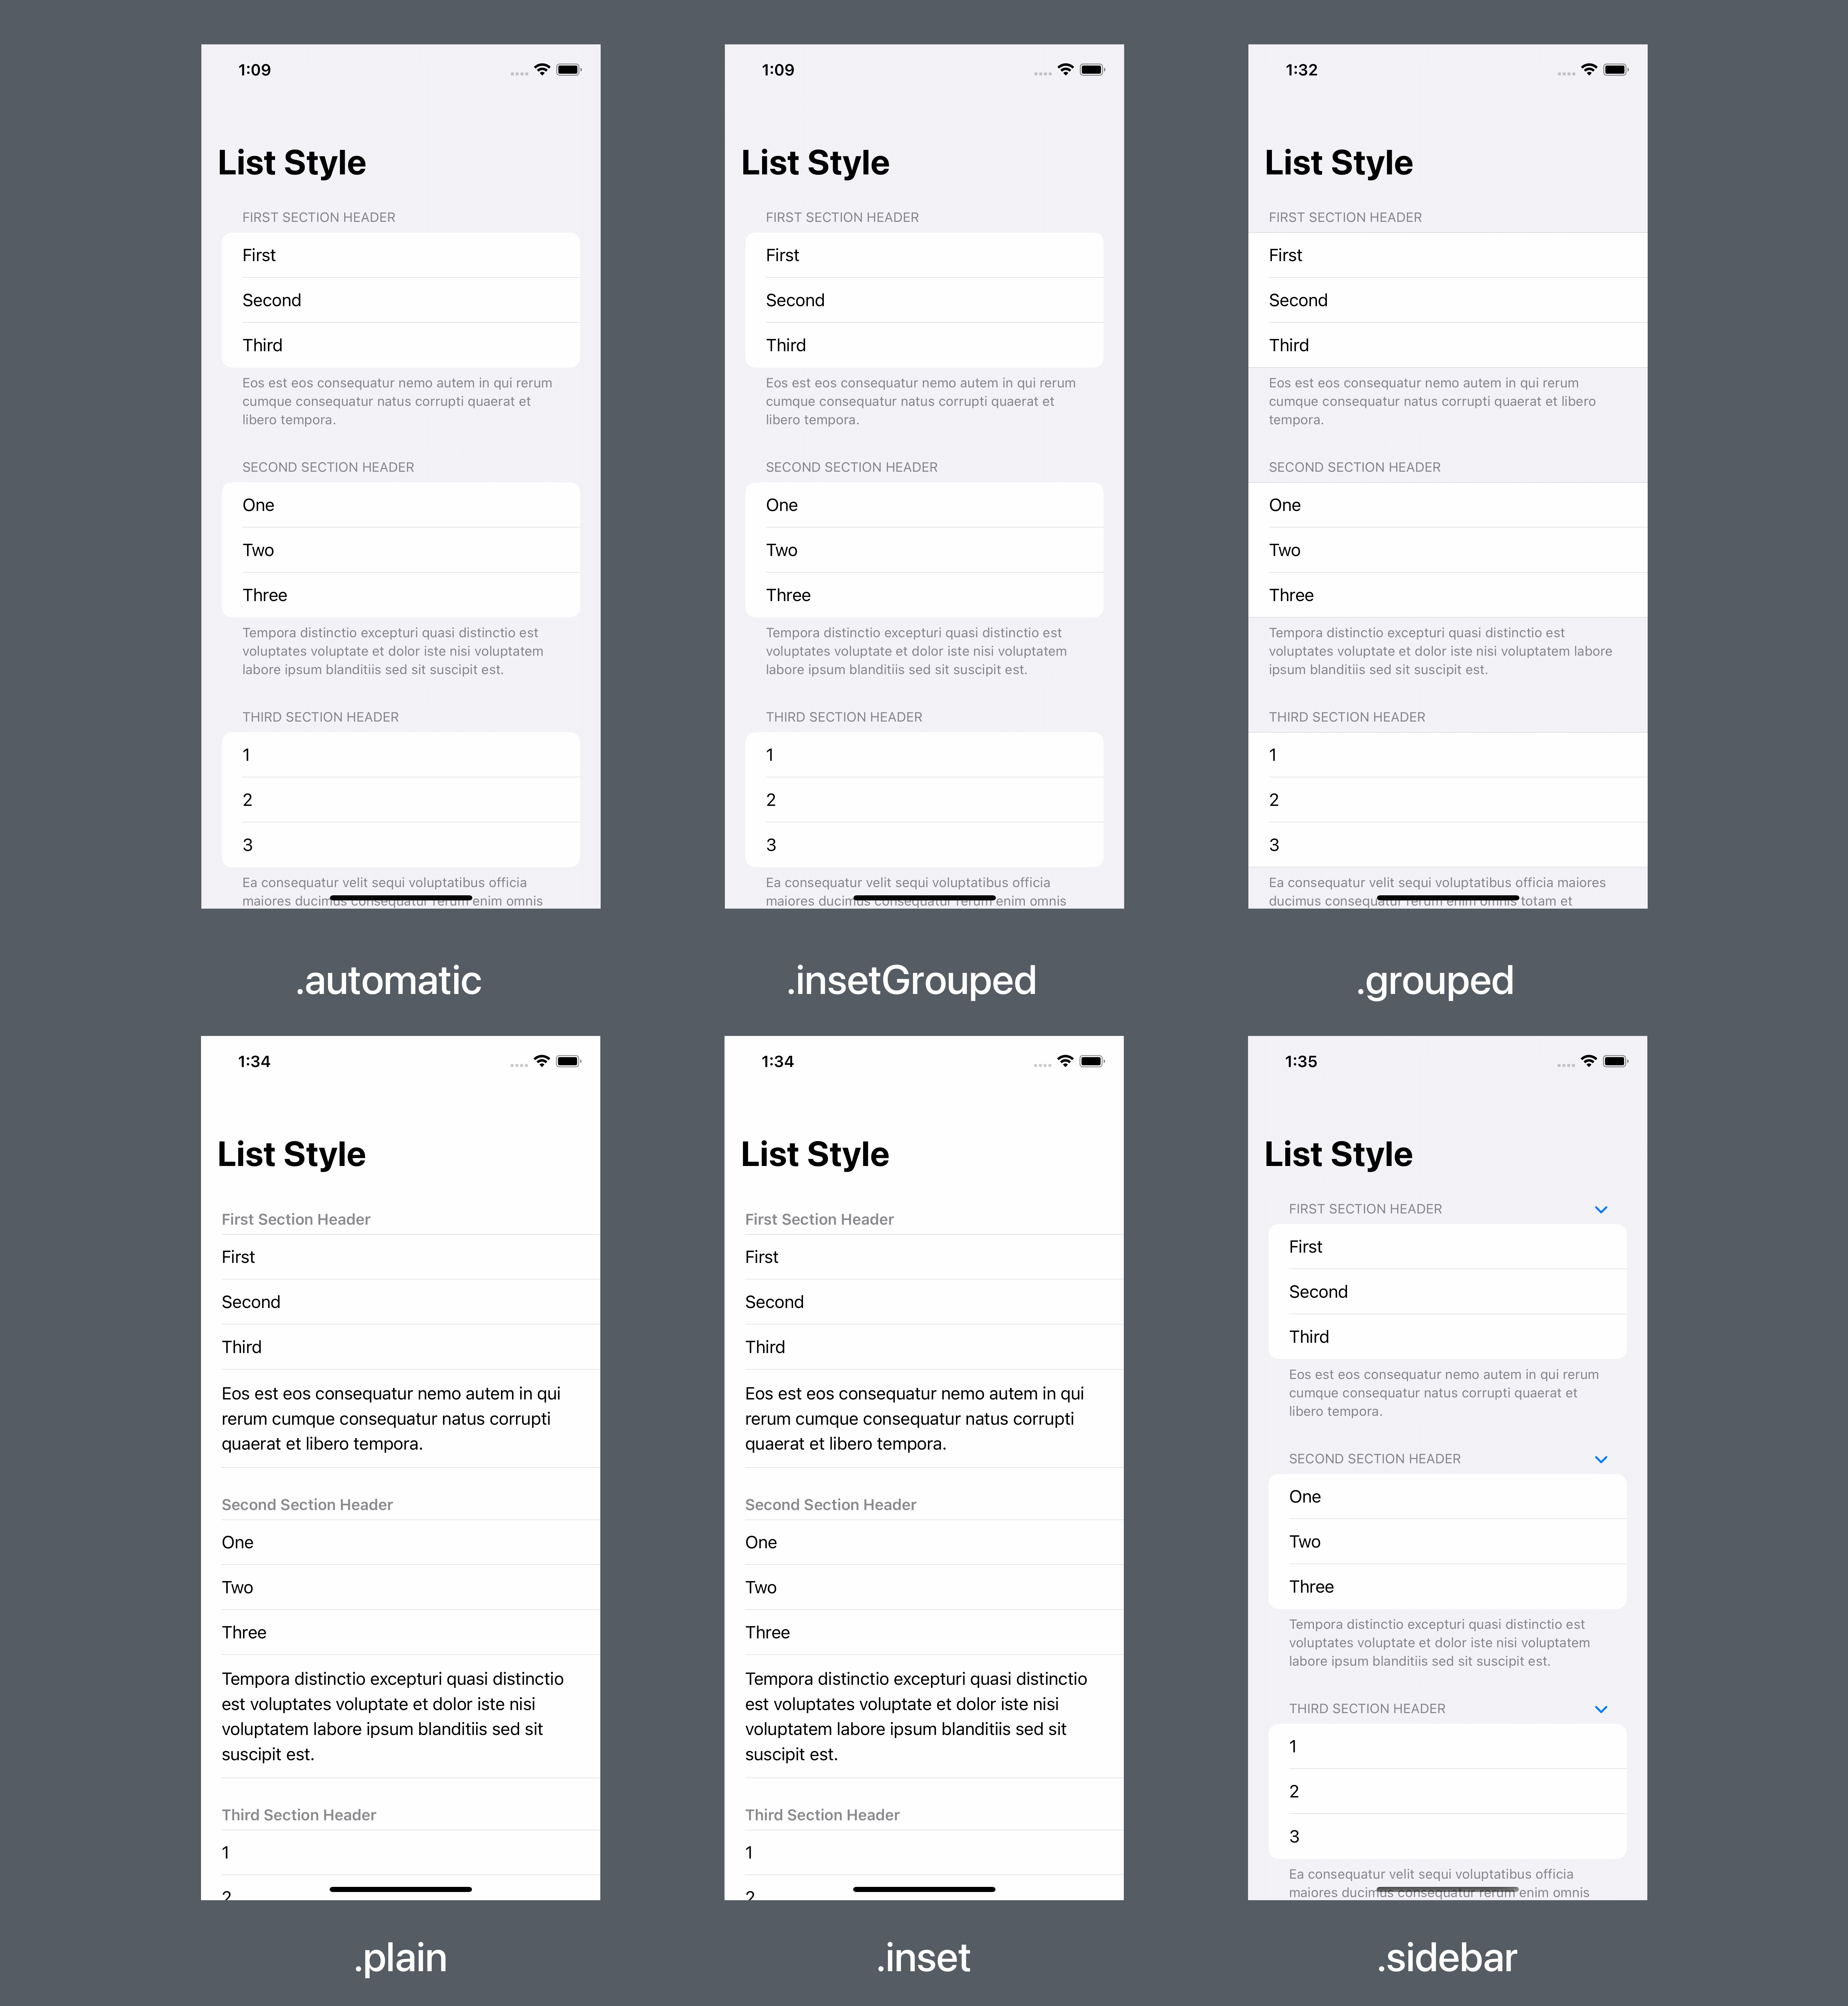 1:09
List Style
FIRST SECTION HEADER
First
Second
Third
Eos est eos consequatur nemo autem in qui rerum
cumque consequatur natus corrupti quaerat et
libero tempora.
SECOND SECTION HEADER
One
Two
Three
Tempora distinctio excepturi quasi distinctio est
voluptates voluptate et dolor iste nisi voluptatem
labore ipsum blanditiis sed sit suscipit est.
THIRD SECTION HEADER
1
2
3
Ea consequatur velit sequi voluptatibus officia
maiores ducimus consequatur rerum enim omnis
.automatic
1:09
List Style
FIRST SECTION HEADER
First
Second
Third
Eos est eos consequatur nemo autem in qui rerum
cumque consequatur natus corrupti quaerat et
libero tempora.
SECOND SECTION HEADER
One
Two
Three
Tempora distinctio excepturi quasi distinctio est
voluptates voluptate et dolor iste nisi voluptatem
labore ipsum blanditiis sed sit suscipit est.
THIRD SECTION HEADER
1
2
3
Ea consequatur velit sequi voluptatibus officia
maiores ducimus consequatur rerum enim omnis
.insetGrouped
1:32
List Style
FIRST SECTION HEADER
First
Second
Third
Eos est eos consequatur nemo autem in qui rerum
cumque consequatur natus corrupti quaerat et libero
tempora.
SECOND SECTION HEADER
One
Two
Three
Tempora distinctio excepturi quasi distinctio est
voluptates voluptate et dolor iste nisi voluptatem labore
ipsum blanditiis sed sit suscipit est.
THIRD SECTION HEADER
1
2
3
Ea consequatur velit sequi voluptatibus officia maiores
ducimus consequatur rerum enim omnis totam et
.grouped
1:34
List Style
First Section Header
First
Second
Third
Eos est eos consequatur nemo autem in qui
rerum cumque consequatur natus corrupti
quaerat et libero tempora.
Second Section Header
One
Two
Three
Tempora distinctio excepturi quasi distinctio
est voluptates voluptate et dolor iste nisi
voluptatem labore ipsum blanditiis sed sit
suscipit est.
Third Section Header
1
2
.plain
1:34
List Style
First Section Header
First
Second
Third
Eos est eos consequatur nemo autem in qui
rerum cumque consequatur natus corrupti
quaerat et libero tempora.
Second Section Header
One
Two
Three
Tempora distinctio excepturi quasi distinctio
est voluptates voluptate et dolor iste nisi
voluptatem labore ipsum blanditiis sed sit
suscipit est.
Third Section Header
1
2
.inset
1:35
List Style
FIRST SECTION HEADER
First
Second
Third
Eos est eos consequatur nemo autem in qui rerum
cumque consequatur natus corrupti quaerat et
libero tempora.
SECOND SECTION HEADER
One
Two
Three
Tempora distinctio excepturi quasi distinctio est
voluptates voluptate et dolor iste nisi voluptatem
labore ipsum blanditiis sed sit suscipit est.
THIRD SECTION HEADER
1
2
3
Ea consequatur velit sequi voluptatibus officia
maiores ducimus consequatur rerum enim omnis
.sidebar